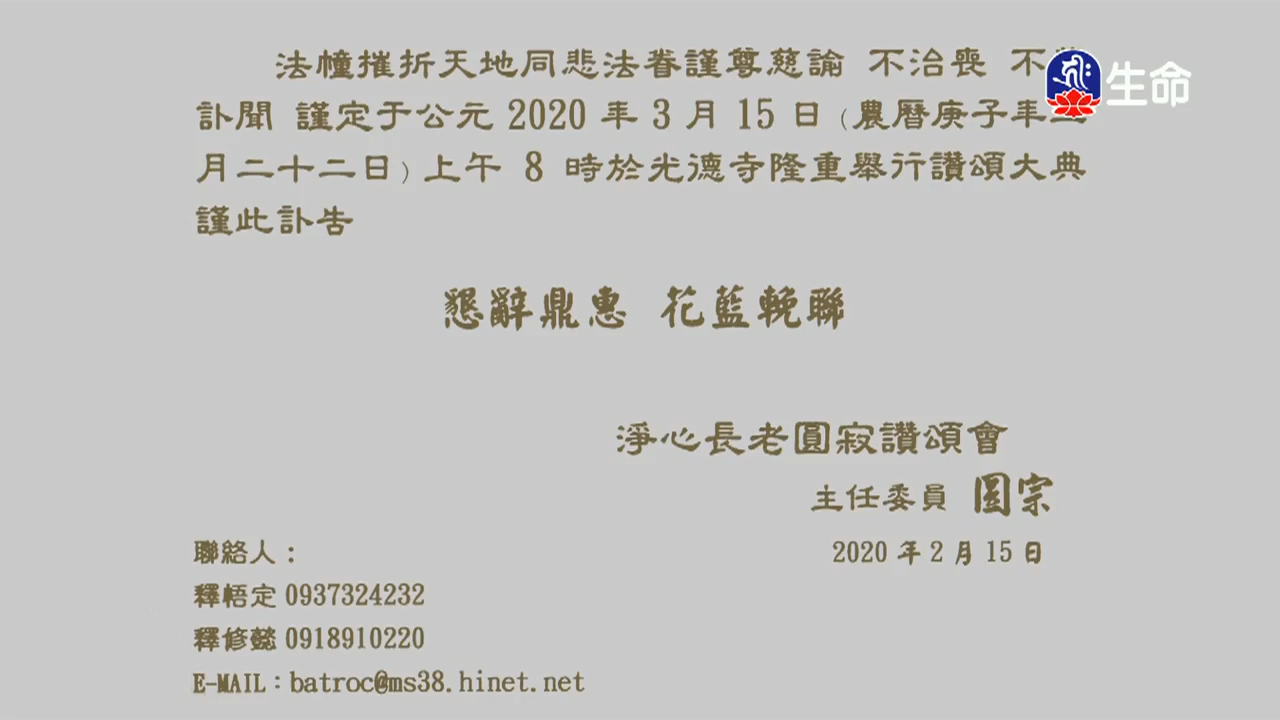 法幢摧折天地同悲法眷謹尊慈諭 不治喪 不
生命
訃聞 謹定于公元 2020 年 3 月 15 日（農曆庚子年二
月二十二日）上午 8 時於光德寺隆重舉行讚頌大典
謹此訃告
懇辭鼎惠 花藍輓聯
淨心長老圓寂讚頌會
主任委員 圓宗
2020 年 2 月 15 日
聯絡人：
釋悟定 0937324232
釋修懿 0918910220
E-MAIL：batroc@ms38.hinet.net